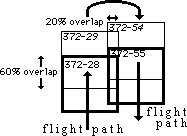 20% overlap
372-54
372-29
372-55
372-28
60% overlap
flight
path
flight path